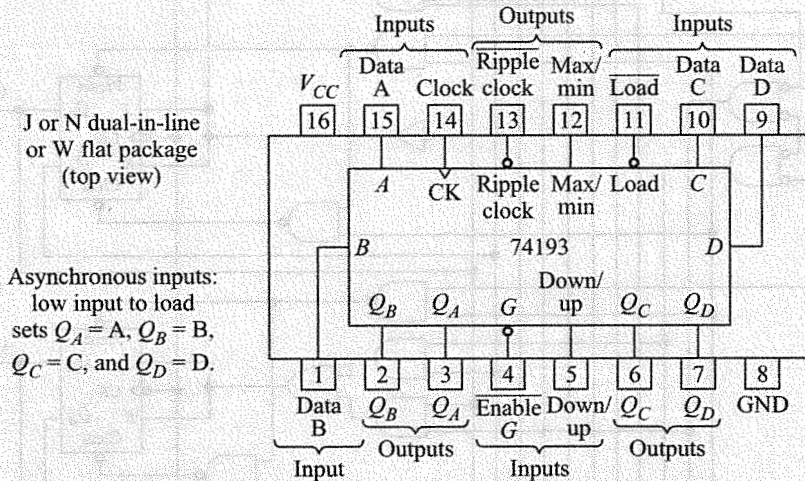 Inputs
Outputs
Inputs
V_CC
Data A
Clock
Ripple clock
Max/ min
Load
Data C
Data D
16
15
14
13
12
11
10
9
J or N dual-in-line
or W flat package
(top view)
A
CK
Ripple clock
Max/ min
Load
C
B
74193
D
Asynchronous inputs:
low input to load
sets Q_A = A, Q_B = B,
Q_C = C, and Q_D = D.
Q_B
Q_A
G
Down/ up
Q_C
Q_D
1
2
3
4
5
6
7
8
Data B
Q_B
Q_A
Enable G
Down/ up
Q_C
Q_D
GND
Input
Outputs
Inputs
Outputs